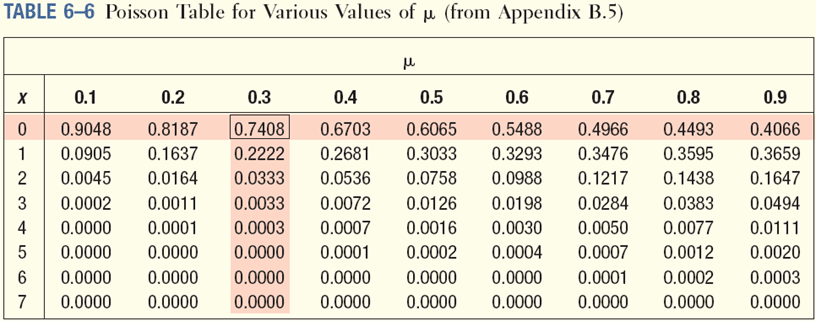 TABLE 6–6 Poisson Table for Various Values of μ (from Appendix B.5)
μ
x 0.1 0.2 0.3 0.4 0.5 0.6 0.7 0.8 0.9
0 0.9048 0.8187 0.7408 0.6703 0.6065 0.5488 0.4966 0.4493 0.4066
1 0.0905 0.1637 0.2222 0.2681 0.3033 0.3293 0.3476 0.3595 0.3659
2 0.0045 0.0164 0.0333 0.0536 0.0758 0.0988 0.1217 0.1438 0.1647
3 0.0002 0.0011 0.0033 0.0072 0.0126 0.0198 0.0284 0.0383 0.0494
4 0.0000 0.0001 0.0003 0.0007 0.0016 0.0030 0.0050 0.0077 0.0111
5 0.0000 0.0000 0.0000 0.0001 0.0002 0.0004 0.0007 0.0012 0.0020
6 0.0000 0.0000 0.0000 0.0000 0.0000 0.0000 0.0001 0.0002 0.0003
7 0.0000 0.0000 0.0000 0.0000 0.0000 0.0000 0.0000 0.0000 0.0000